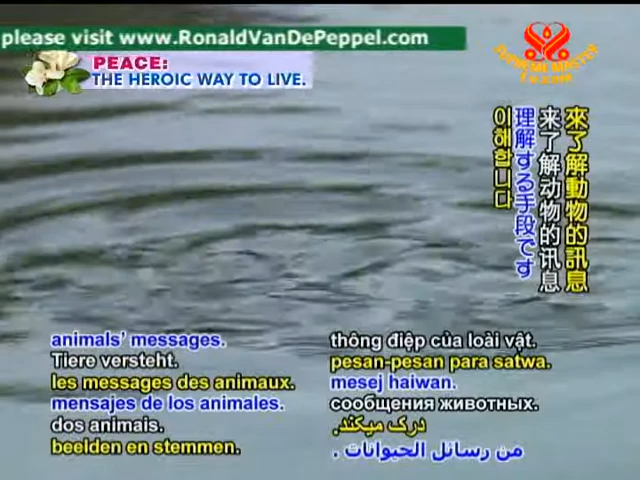 please visit www.RonaldVanDePeppel.com
PEACE:
THE HEROIC WAY TO LIVE.
SUPREME MASTER
來了解動物的訊息
来了解动物的讯息
理解する手段です
이해합니다
animals' messages.
Tiere versteht.
les messages des animaux.
mensajes de los animales.
dos animais.
beelden en stemmen.
thông điệp của loài vật.
pesan-pesan para satwa.
mesej haiwan.
сообщения животных.
درک میکند.
من رسائل الحيوانات .